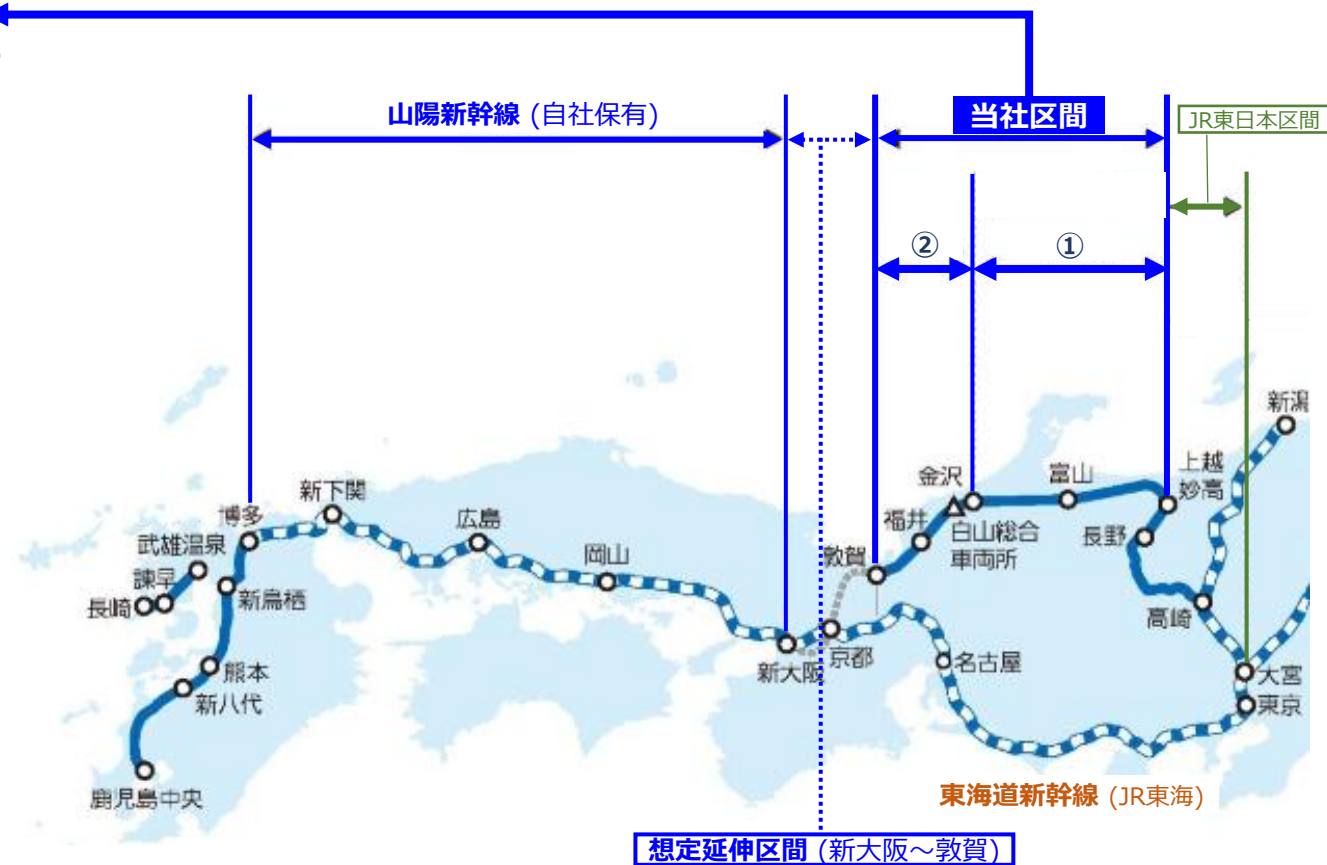 山陽新幹線 (自社保有)
当社区間
JR東日本区間
②
①
新潟
金沢
富山
上越
妙高
新下関
博多
広島
福井
白山総合
車両所
長野
武雄温泉
岡山
敦賀
諫早
長崎
新鳥栖
高崎
新大阪
京都
名古屋
熊本
新八代
大宮
東京
鹿児島中央
東海道新幹線 (JR東海)
想定延伸区間 (新大阪~敦賀)